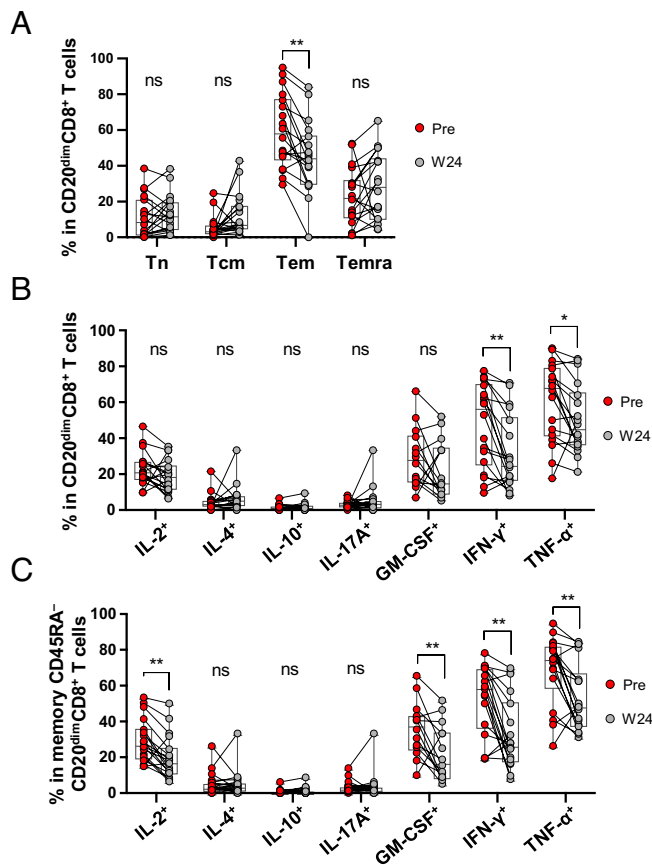 A
% in CD20dimCD8+ T cells
100
80
60
40
20
0
ns
ns
**
ns
Tn
Tcm
Tem
Temra
Pre
W24
B
% in CD20dimCD8+ T cells
100
80
60
40
20
0
ns
ns
ns
ns
ns
**
*
IL-2+
IL-4+
IL-10+
IL-17A+
GM-CSF+
IFN-γ+
TNF-α+
Pre
W24
C
% in memory CD45RA−
CD20dimCD8+ T cells
100
80
60
40
20
0
**
ns
ns
ns
**
**
**
IL-2+
IL-4+
IL-10+
IL-17A+
GM-CSF+
IFN-γ+
TNF-α+
Pre
W24